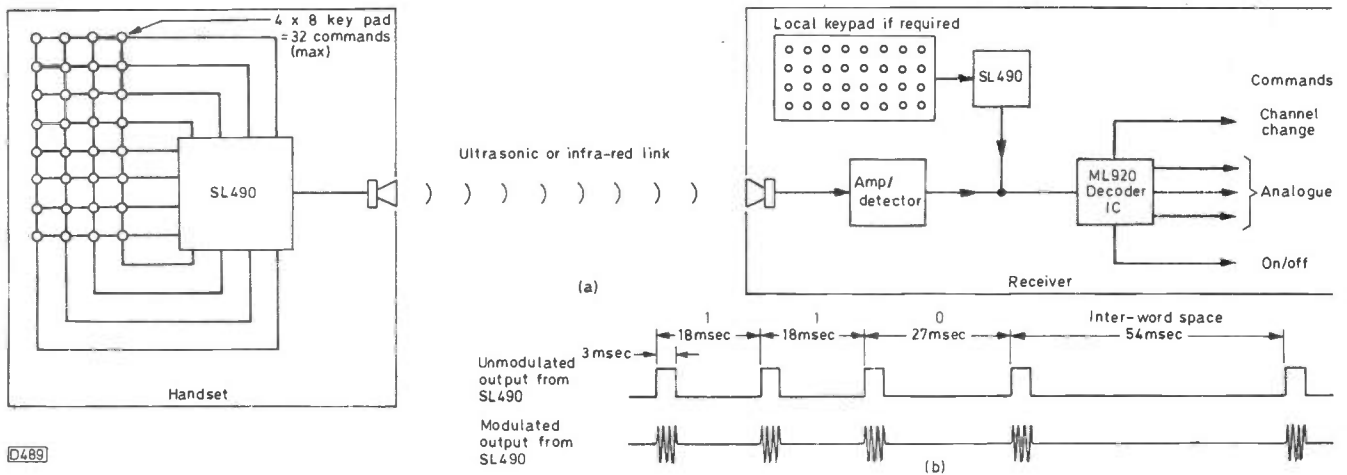 4 x 8 key pad
=32 commands
(max)
SL490
Handset
Ultrasonic or infra-red link
(a)
Local keypad if required
SL490
Amp/
detector
ML920
Decoder
IC
Commands
Channel
change
Analogue
On/off
Receiver
1
1
0
Inter-word space
18msec
18msec
27msec
54msec
3msec
Unmodulated
output from
SL490
Modulated
output from
SL490
(b)
D489